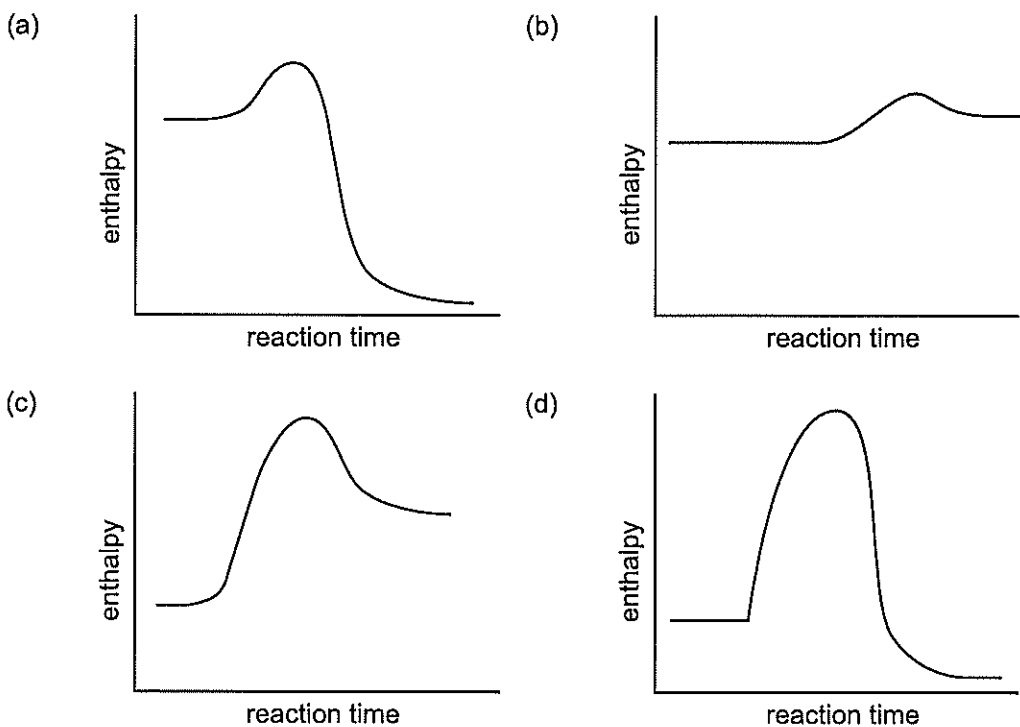 (a)
enthalpy
reaction time
(b)
enthalpy
reaction time
(c)
enthalpy
reaction time
(d)
enthalpy
reaction time